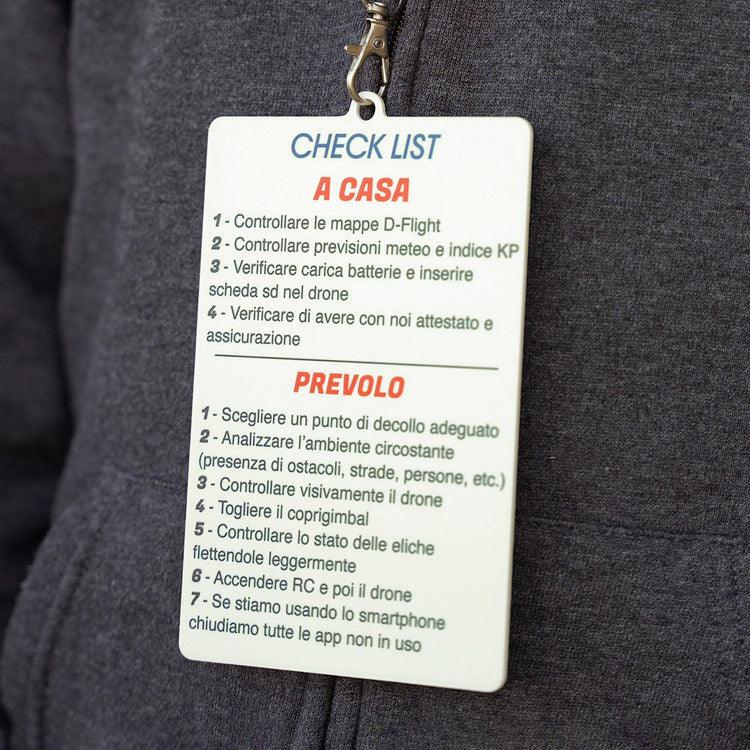 CHECK LIST
A CASA
1 - Controllare le mappe D-Flight
2 - Controllare previsioni meteo e indice KP
3 - Verificare carica batterie e inserire
scheda sd nel drone
4 - Verificare di avere con noi attestato e
assicurazione
PREVOLO
1 - Scegliere un punto di decollo adeguato
2 - Analizzare l'ambiente circostante
(presenza di ostacoli, strade, persone, etc.)
3 - Controllare visivamente il drone
4 - Togliere il coprigimbal
5 - Controllare lo stato delle eliche
flettendole leggermente
6 - Accendere RC e poi il drone
7 - Se stiamo usando lo smartphone
chiudiamo tutte le app non in uso